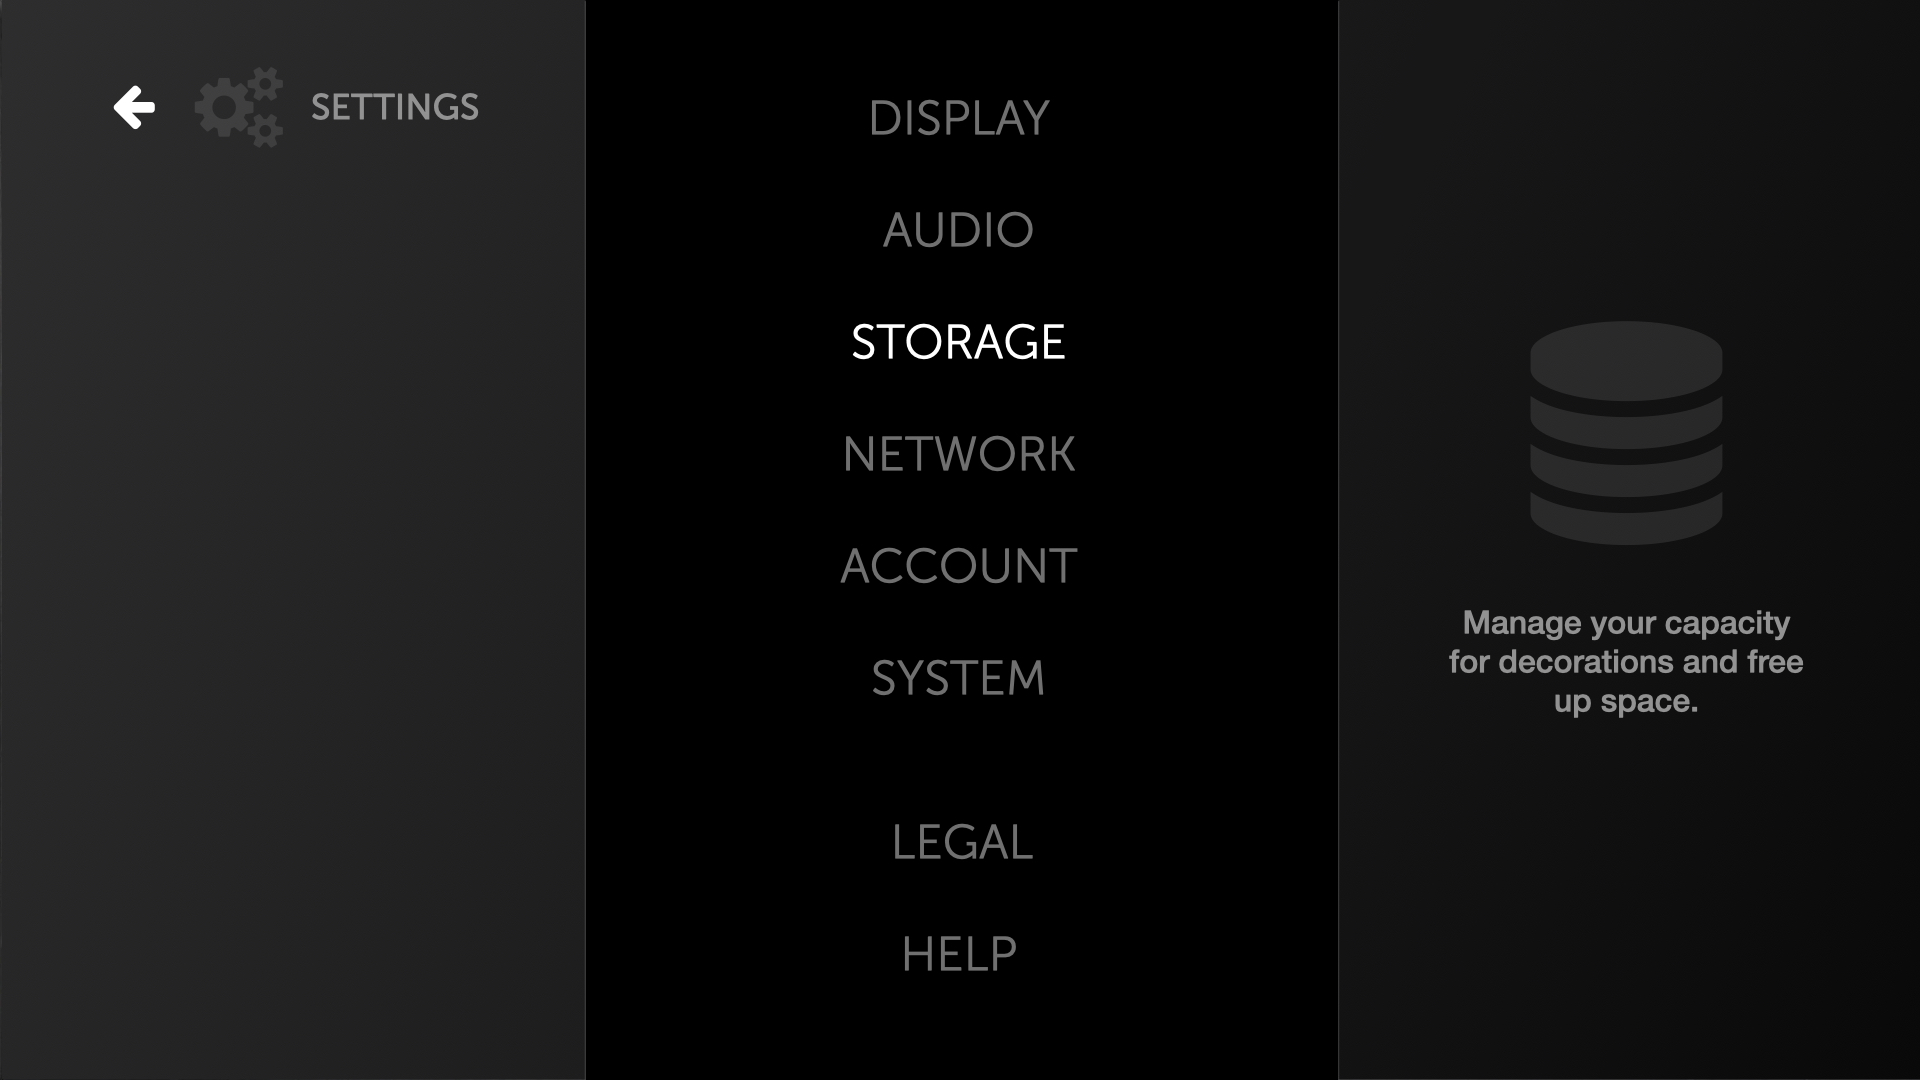 SETTINGS
DISPLAY
AUDIO
STORAGE
NETWORK
ACCOUNT
SYSTEM
LEGAL
HELP
Manage your capacity
for decorations and free
up space.